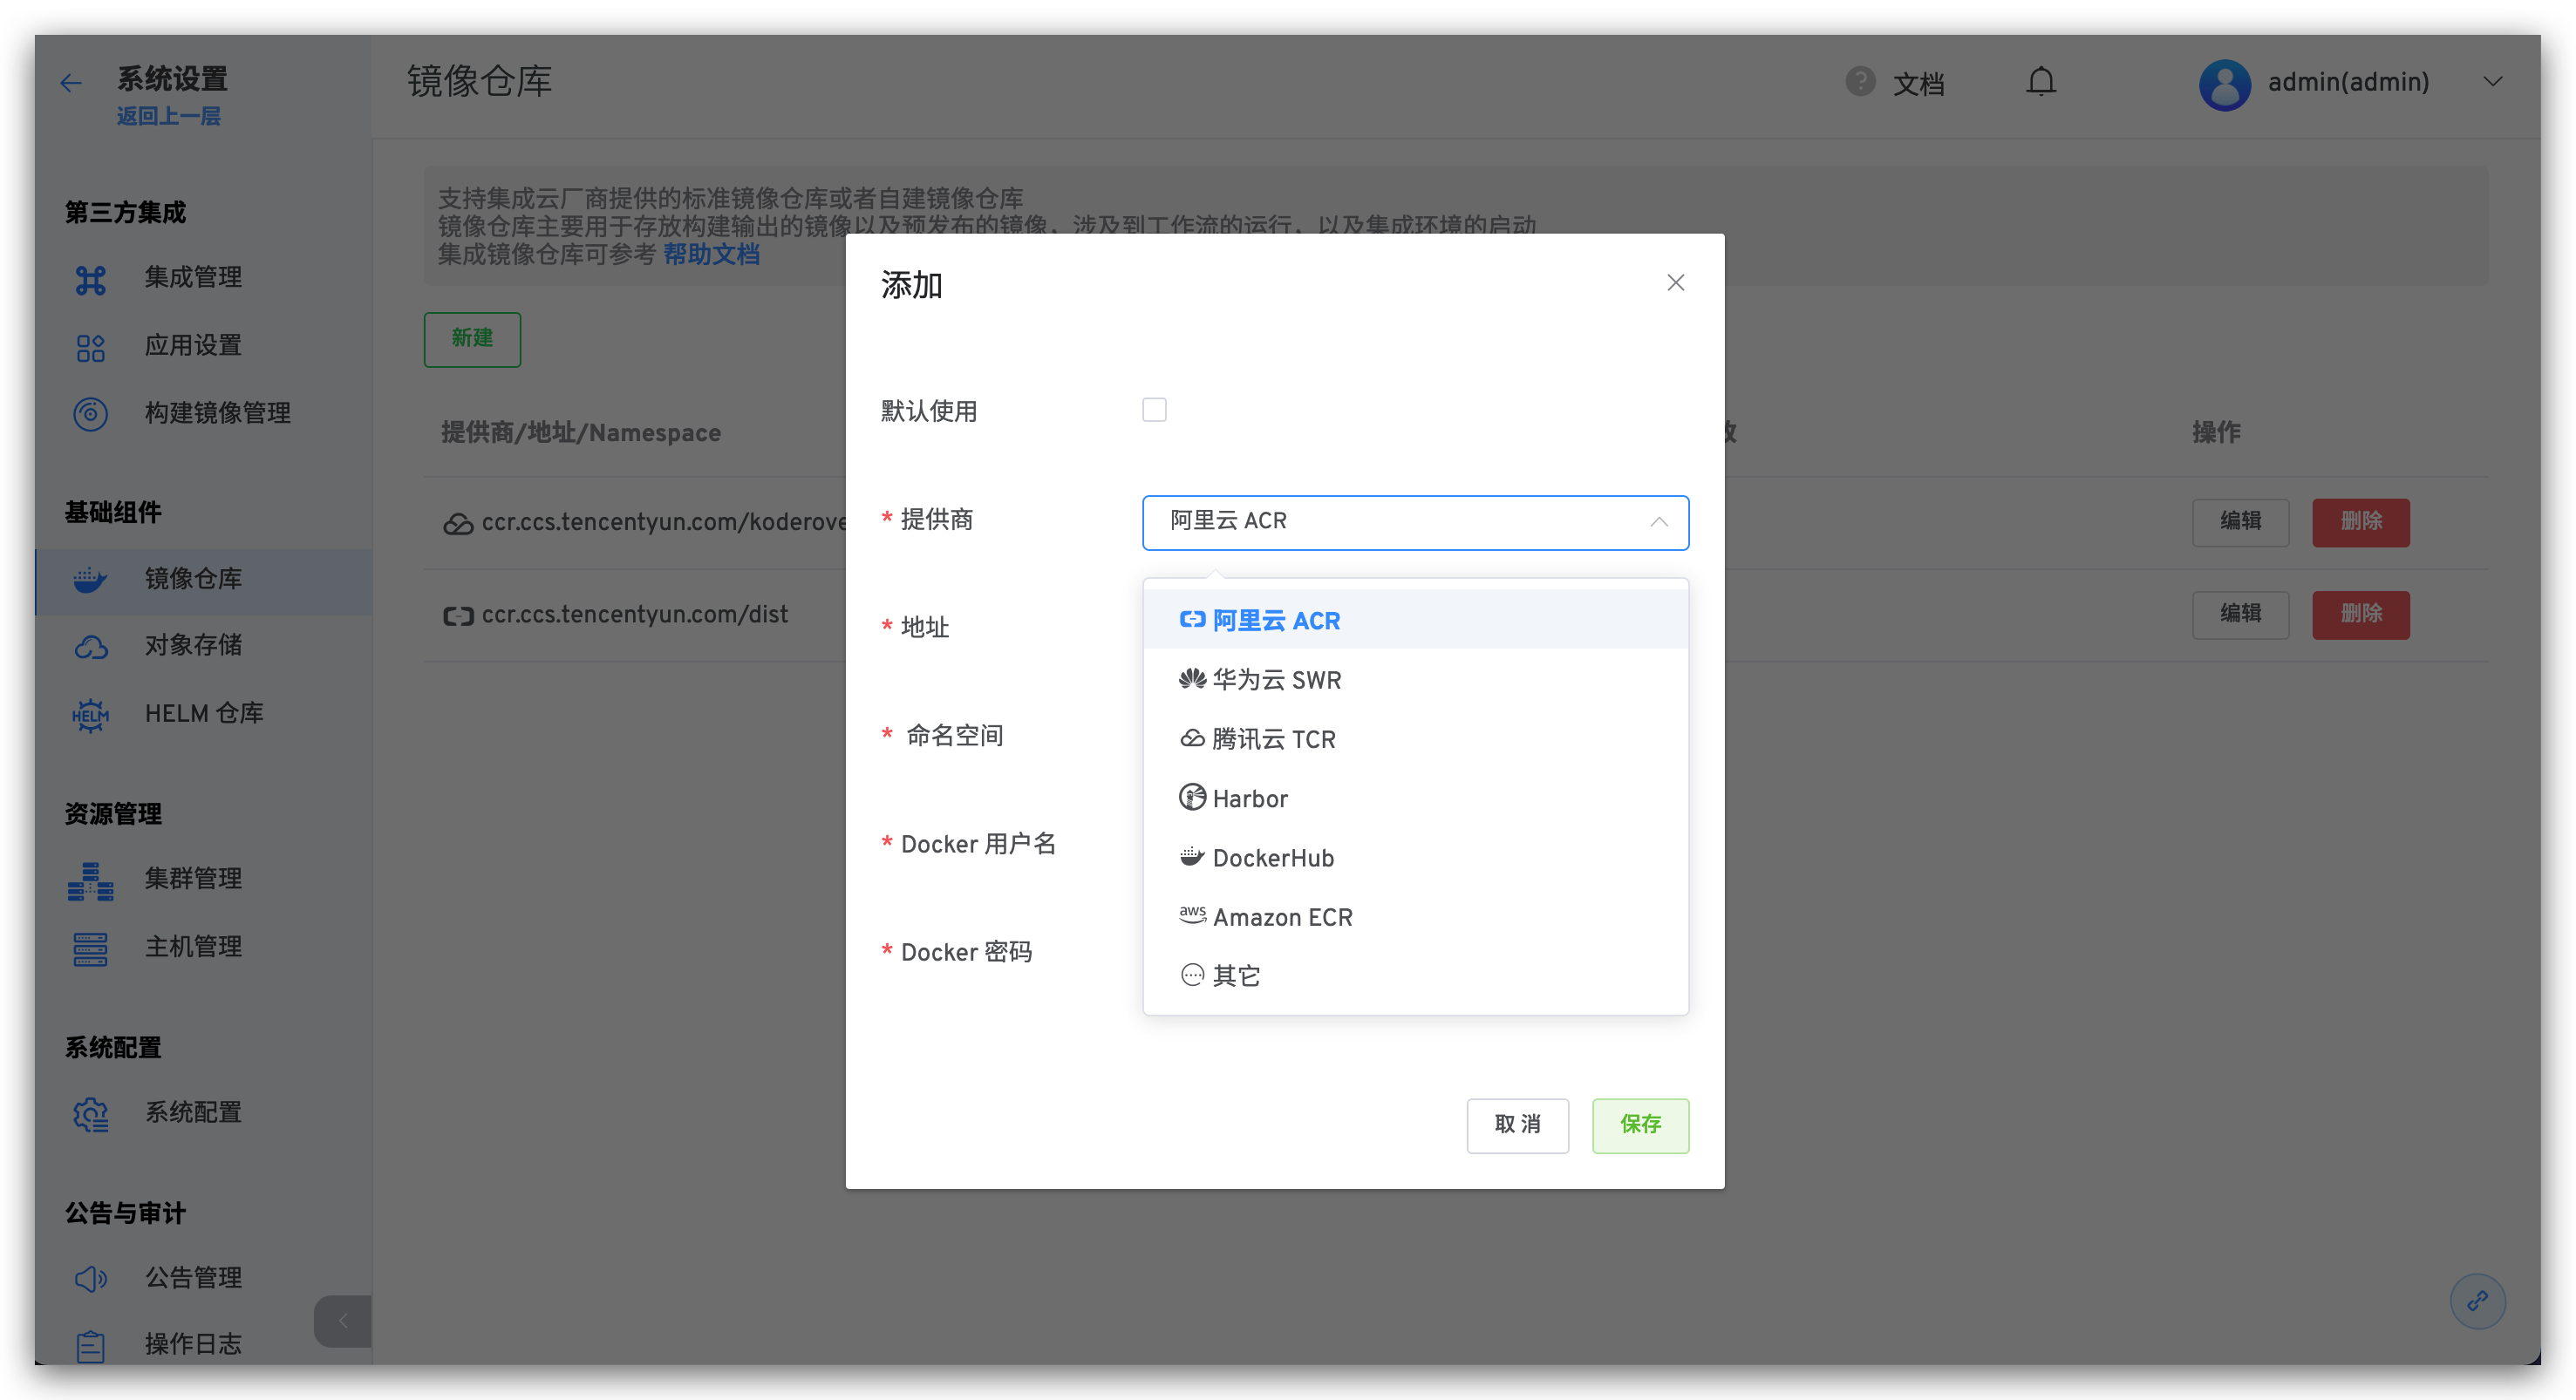 系统设置
返回上一层
第三方集成
集成管理
应用设置
构建镜像管理
基础组件
镜像仓库
对象存储
HELM 仓库
资源管理
集群管理
主机管理
系统配置
系统配置
公告与审计
公告管理
操作日志
镜像仓库
文档
admin(admin)
支持集成云厂商提供的标准镜像仓库或者自建镜像仓库
镜像仓库主要用于存放构建输出的镜像以及预发布的镜像，涉及到工作流的运行，以及集成环境的启动
集成镜像仓库可参考 帮助文档
新建
提供商/地址/Namespace
操作
ccr.ccs.tencentyun.com/koderove
编辑 删除
ccr.ccs.tencentyun.com/dist
编辑 删除
添加
默认使用
* 提供商
阿里云 ACR
* 地址
* 命名空间
* Docker 用户名
* Docker 密码
阿里云 ACR
华为云 SWR
腾讯云 TCR
Harbor
DockerHub
aws Amazon ECR
其它
取 消
保存